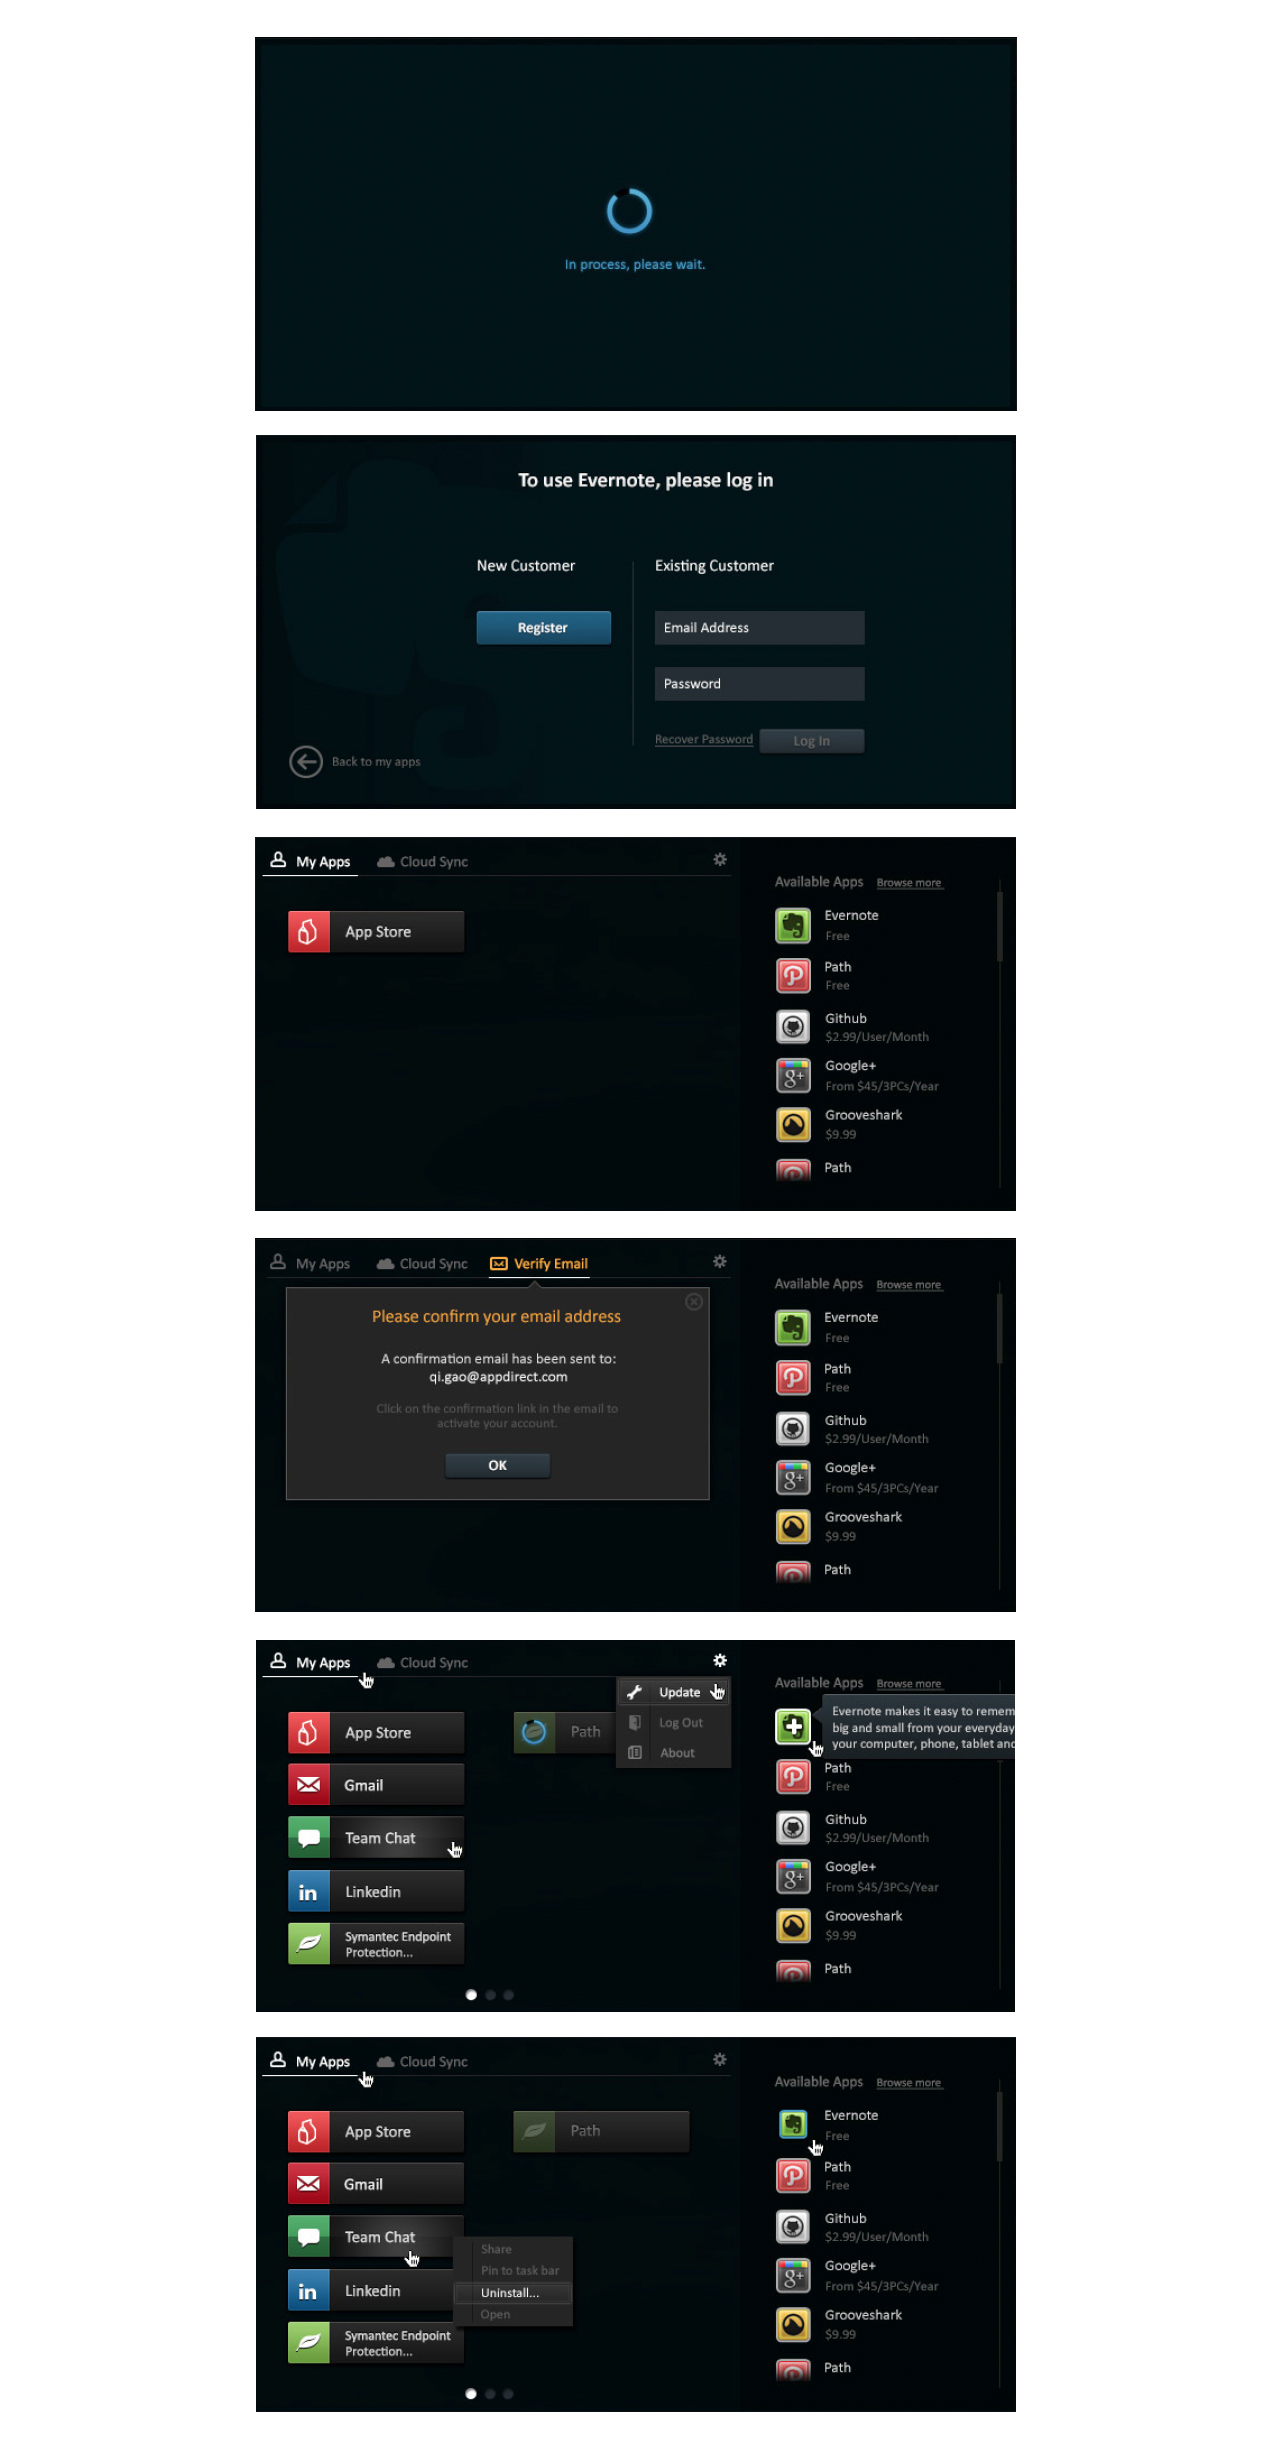 In process, please wait.
To use Evernote, please log in
New Customer
Existing Customer
Register
Email Address
Password
Recover Password
Log In
Back to my apps
My Apps
Cloud Sync
App Store
Available Apps
Browse more
Evernote
Free
Path
Free
Github
$2.99/User/Month
Google+
From $45/3PCs/Year
Grooveshark
$9.99
Path
My Apps
Cloud Sync
Verify Email
Please confirm your email address
A confirmation email has been sent to:
qi.gao@appdirect.com
Click on the confirmation link in the email to
activate your account.
OK
Available Apps
Browse more
Evernote
Free
Path
Free
Github
$2.99/User/Month
Google+
From $45/3PCs/Year
Grooveshark
$9.99
Path
My Apps
Cloud Sync
App Store
Gmail
Team Chat
Linkedin
Symantec Endpoint
Protection...
Path
Update
Log Out
About
Available Apps
Browse more
Evernote makes it easy to remem
big and small from your everyday
your computer, phone, tablet and
Path
Free
Github
$2.99/User/Month
Google+
From $45/3PCs/Year
Grooveshark
$9.99
Path
My Apps
Cloud Sync
App Store
Gmail
Team Chat
Linkedin
Symantec Endpoint
Protection...
Path
Share
Pin to task bar
Uninstall...
Open
Available Apps
Browse more
Evernote
Free
Path
Free
Github
$2.99/User/Month
Google+
From $45/3PCs/Year
Grooveshark
$9.99
Path